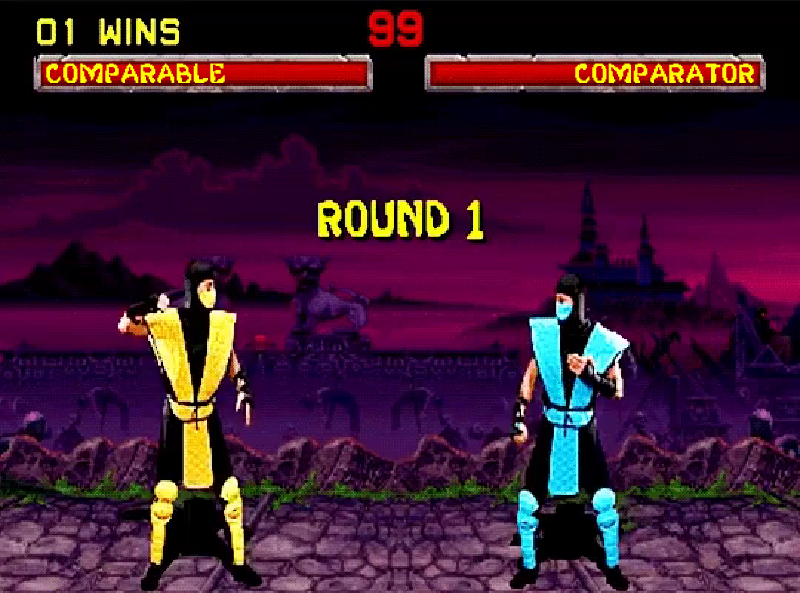 01 WINS
99
COMPARABLE
COMPARATOR
ROUND 1